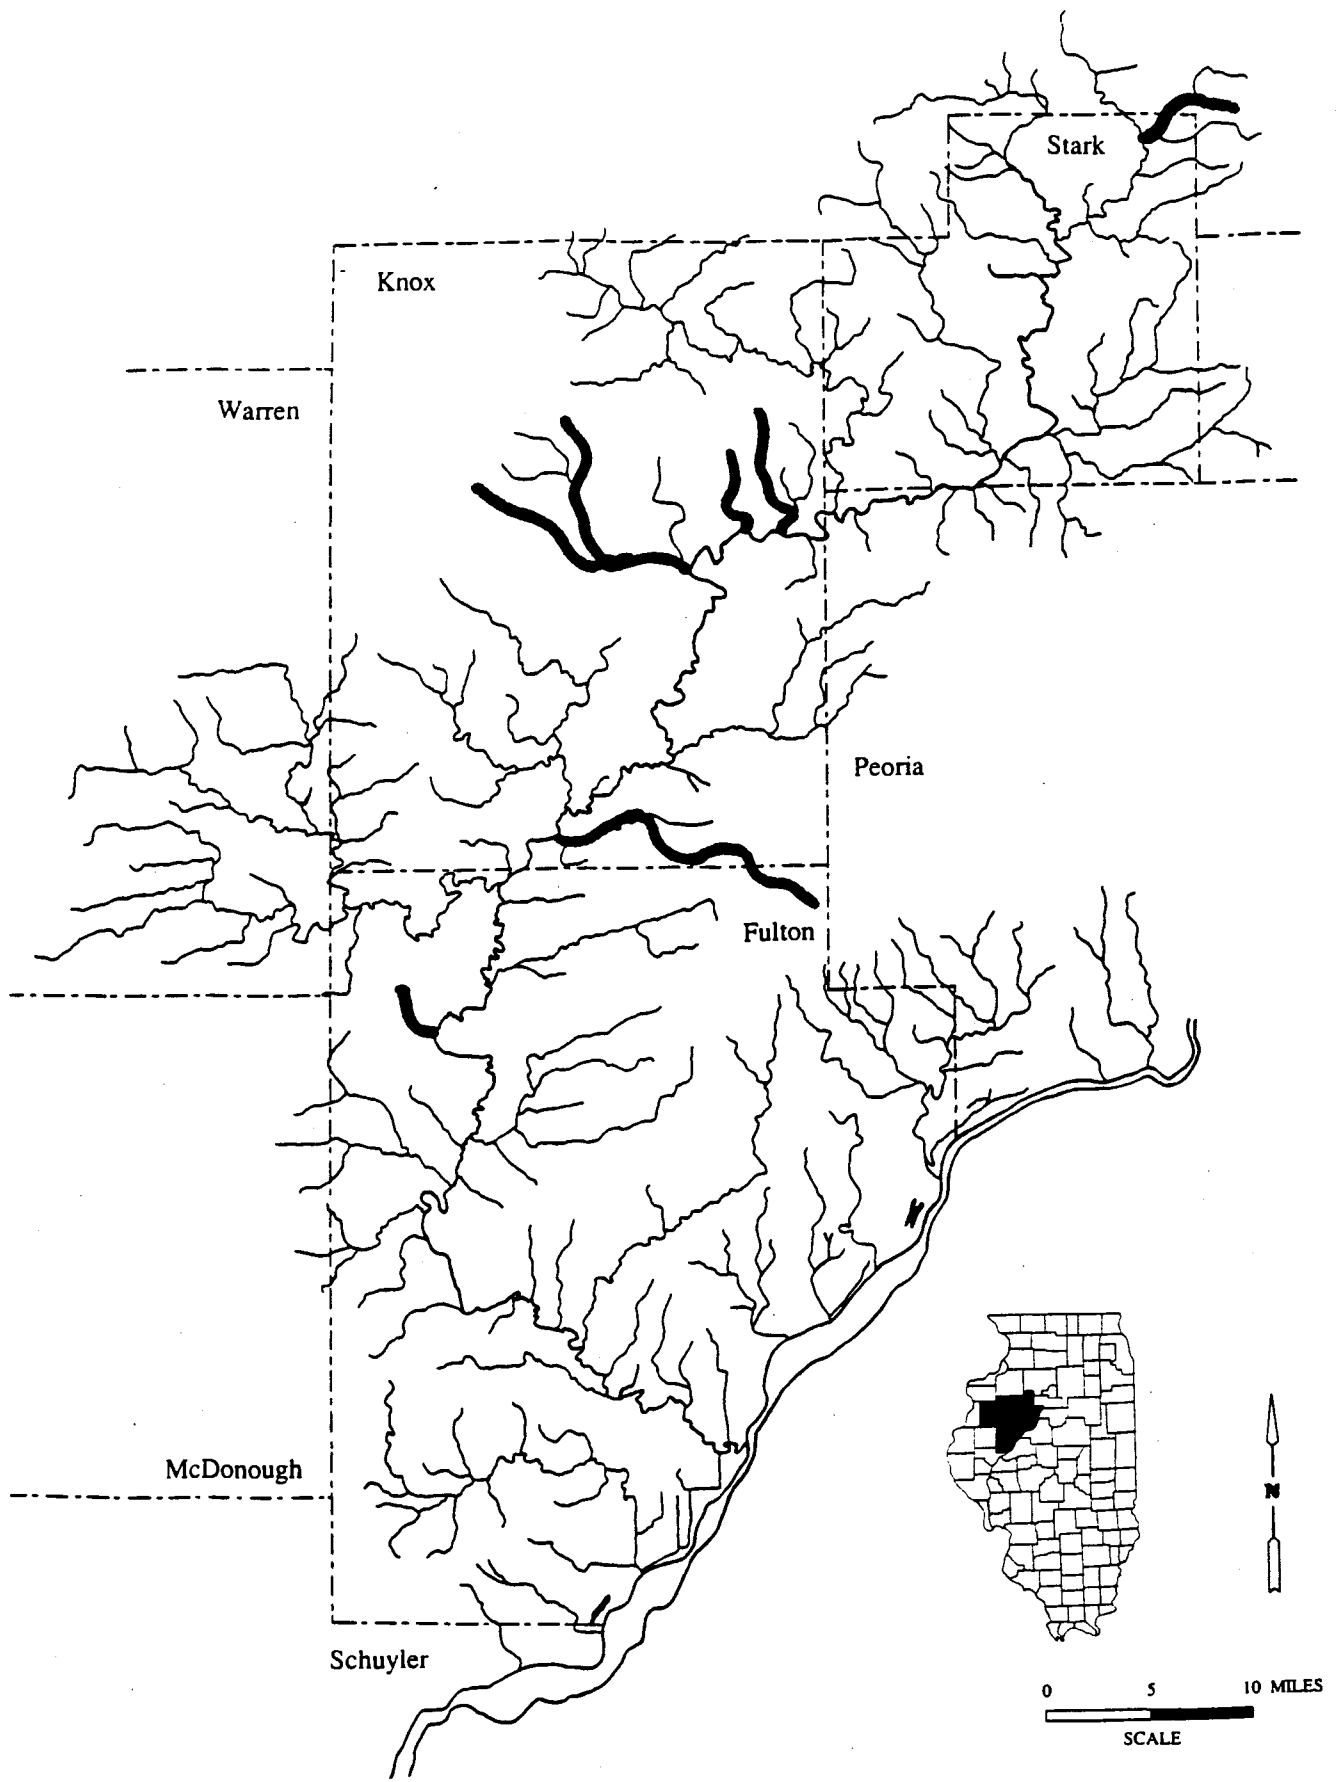 Stark
Knox
Warren
Peoria
Fulton
McDonough
N
Schuyler
0 5 10 MILES
SCALE